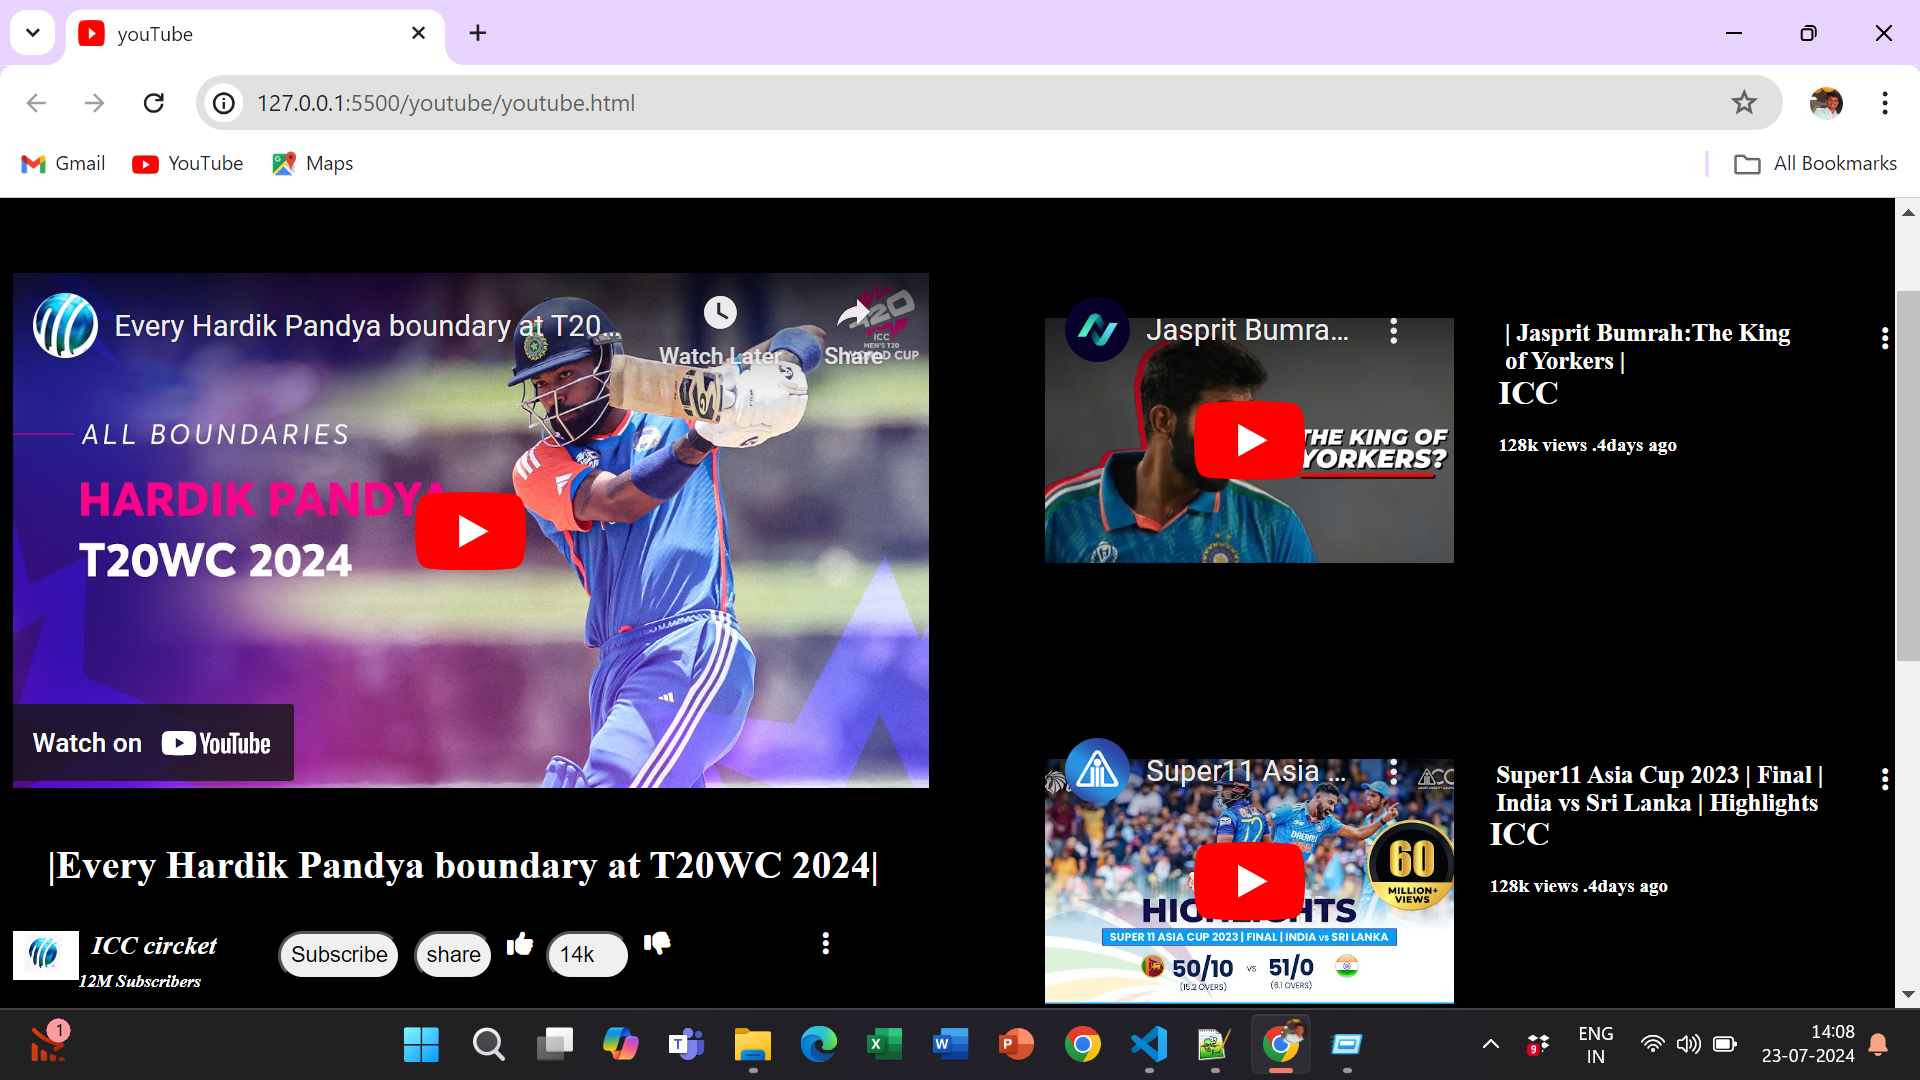 youTube
127.0.0.1:5500/youtube/youtube.html
Gmail
YouTube
Maps
All Bookmarks
Every Hardik Pandya boundary at T20...
Watch Later
Share
T20
ICC
MEN'S T20
WORLD CUP
ALL BOUNDARIES
HARDIK PANDYA
T20WC 2024
Watch on YouTube
|Every Hardik Pandya boundary at T20WC 2024|
ICC circket
12M Subscribers
Subscribe
share
14k
Jasprit Bumra...
THE KING OF
YORKERS?
| Jasprit Bumrah:The King
of Yorkers |
ICC
128k views .4days ago
Super11 Asia ...
72
60
MILLION+
VIEWS
SUPER 11 ASIA CUP 2023 | FINAL | INDIA vs SRI LANKA
50/10 vs 51/0
(15.2 OVERS) (6.1 OVERS)
Super11 Asia Cup 2023 | Final |
India vs Sri Lanka | Highlights
ICC
128k views .4days ago
1
9
ENG
IN
14:08
23-07-2024